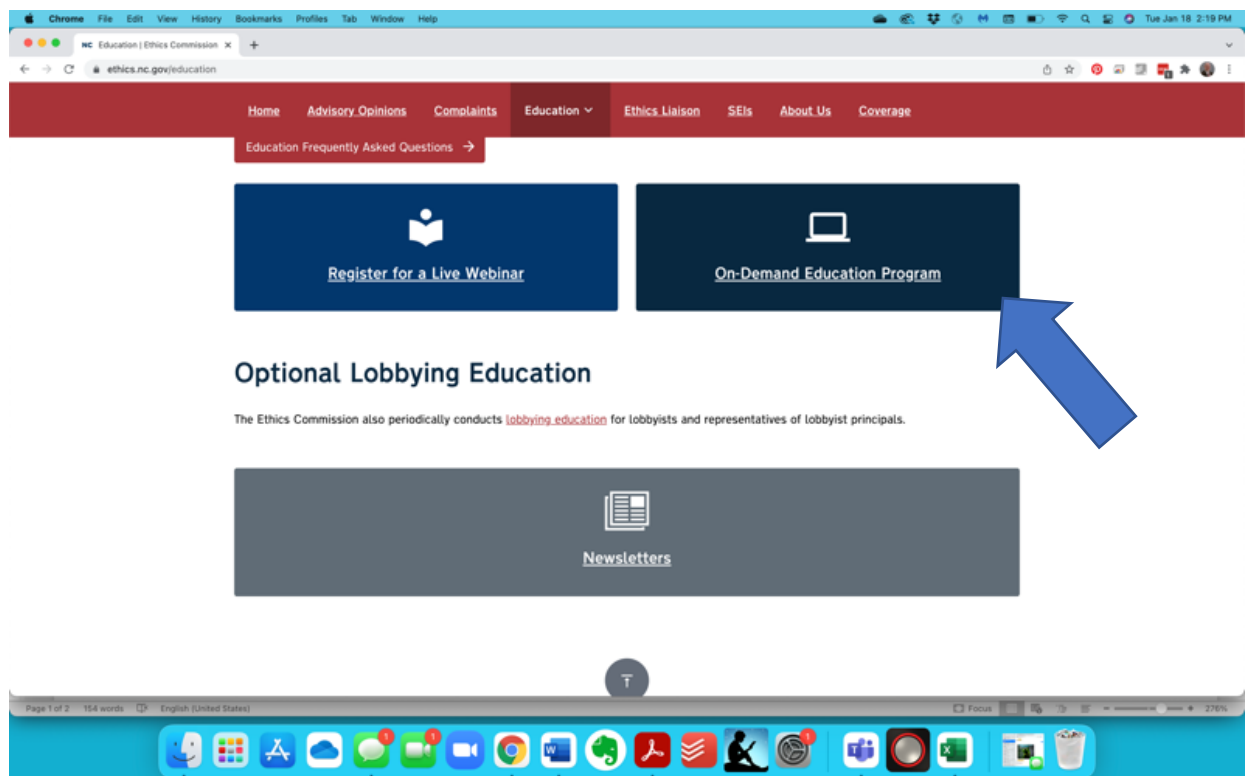 Chrome File Edit View History Bookmarks Profiles Tab Window Help Tue Jan 18 2:19 PM
NC Education | Ethics Commission
ethics.nc.gov/education
Home Advisory Opinions Complaints Education Ethics Liaison SEIs About Us Coverage
Education Frequently Asked Questions →
Register for a Live Webinar
On-Demand Education Program
Optional Lobbying Education
The Ethics Commission also periodically conducts lobbying education for lobbyists and representatives of lobbyist principals.
Newsletters
Page 1 of 2 154 words English (United States) Focus 276%